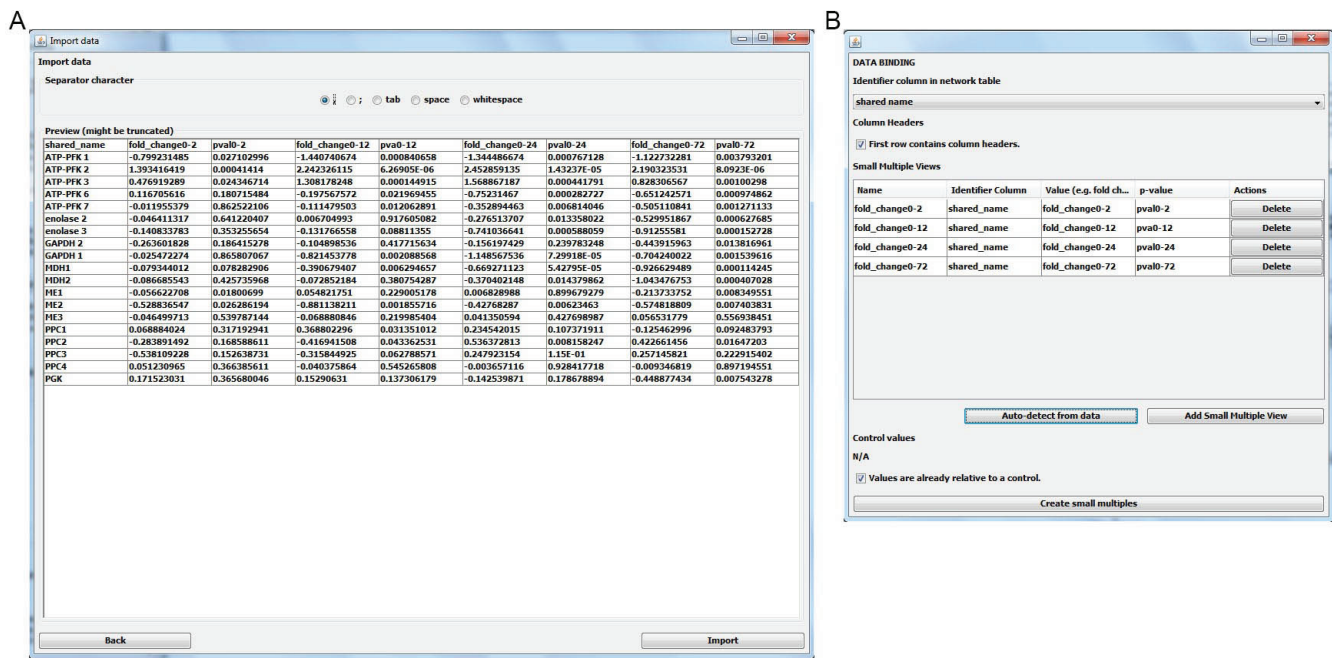 A
Import data
Import data
Separator character
; tab space whitespace
Preview (might be truncated)
shared_name fold_change0-2 pval0-2 fold_change0-12 pva0-12 fold_change0-24 pval0-24 fold_change0-72 pval0-72
ATP-PFK 1 -0.799231485 0.027102996 -1.440740674 0.000840658 -1.344486674 0.000767128 -1.122732281 0.003793201
ATP-PFK 2 1.393416419 0.00041414 2.242326115 6.26905E-06 2.452859135 1.43237E-05 2.190323531 8.0923E-06
ATP-PFK 3 0.476919289 0.024346714 1.308178248 0.000144915 1.568867187 0.000441791 0.828306567 0.00100298
ATP-PFK 6 0.116705616 0.180715484 -0.197567572 0.021969455 -0.75231467 0.000282727 -0.651242571 0.000974862
ATP-PFK 7 -0.011955379 0.862522106 -0.111479503 0.012062891 -0.352894463 0.006814046 -0.505110841 0.001271133
enolase 2 -0.046411317 0.641220407 0.006704993 0.917605082 -0.276513707 0.013358022 -0.529951867 0.000627685
enolase 3 -0.140833783 0.353255654 -0.131766558 0.08811355 -0.741036641 0.000588059 -0.91255581 0.000152728
GAPDH 2 -0.263601828 0.186415278 -0.104898536 0.417715634 -0.156197429 0.239783248 -0.443915963 0.013816961
GAPDH 1 -0.025472274 0.865807067 -0.821453778 0.002088568 -1.148567536 7.29918E-05 -0.704240022 0.001539616
MDH1 -0.079344012 0.078282906 -0.390679407 0.006294657 -0.669271123 5.42795E-05 -0.926629489 0.000114245
MDH2 -0.086685543 0.425735968 -0.072852184 0.380754287 -0.370402148 0.014379862 -1.043476753 0.000407028
ME1 -0.056622708 0.01800699 0.054821751 0.229005178 0.006828988 0.899679279 -0.213733752 0.008349551
ME2 -0.528836547 0.026286194 -0.881138211 0.001855716 -0.42768287 0.00623463 -0.574818809 0.007403831
ME3 -0.046499713 0.539787144 -0.068880846 0.219985404 0.041350594 0.427698987 0.056531779 0.556938451
PPC1 0.068884024 0.317192941 0.368802296 0.031351012 0.234542015 0.107371911 -0.125462996 0.092483793
PPC2 -0.283891492 0.168588611 -0.416941508 0.043362531 0.536372813 0.008158247 0.422661456 0.01647203
PPC3 -0.538109228 0.152638731 -0.315844925 0.062788571 0.247923154 1.15E-01 0.257145821 0.222915402
PPC4 0.051230965 0.366385611 -0.040375864 0.545265808 -0.003657116 0.928417718 -0.009346819 0.897194551
PGK 0.171523031 0.365680046 0.15290631 0.137306179 -0.142539871 0.178678894 -0.448877434 0.007543278
Back Import
B
DATA BINDING
Identifier column in network table
shared name
Column Headers
First row contains column headers.
Small Multiple Views
Name Identifier Column Value (e.g. fold ch... p-value Actions
fold_change0-2 shared_name fold_change0-2 pval0-2 Delete
fold_change0-12 shared_name fold_change0-12 pva0-12 Delete
fold_change0-24 shared_name fold_change0-24 pval0-24 Delete
fold_change0-72 shared_name fold_change0-72 pval0-72 Delete
Auto-detect from data Add Small Multiple View
Control values
N/A
Values are already relative to a control.
Create small multiples